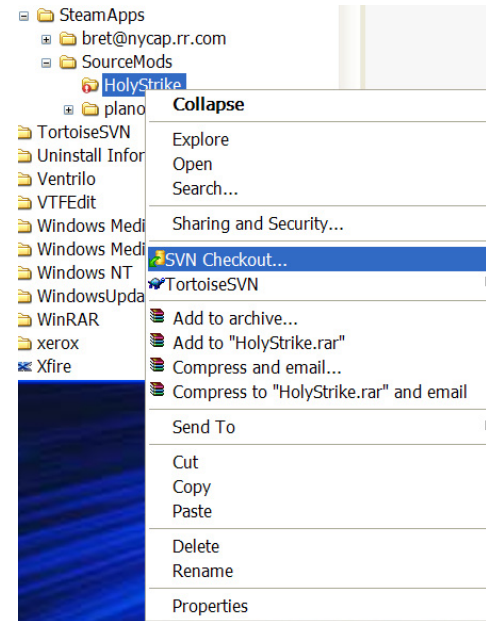 SteamApps
bret@nycap.rr.com
SourceMods
HolyStrike
plano
TortoiseSVN
Uninstall Infor
Ventrilo
VTFEdit
Windows Medi
Windows Medi
Windows NT
WindowsUpda
WinRAR
xerox
Xfire
Collapse
Explore
Open
Search...
Sharing and Security...
SVN Checkout...
TortoiseSVN
Add to archive...
Add to "HolyStrike.rar"
Compress and email...
Compress to "HolyStrike.rar" and email
Send To
Cut
Copy
Paste
Delete
Rename
Properties